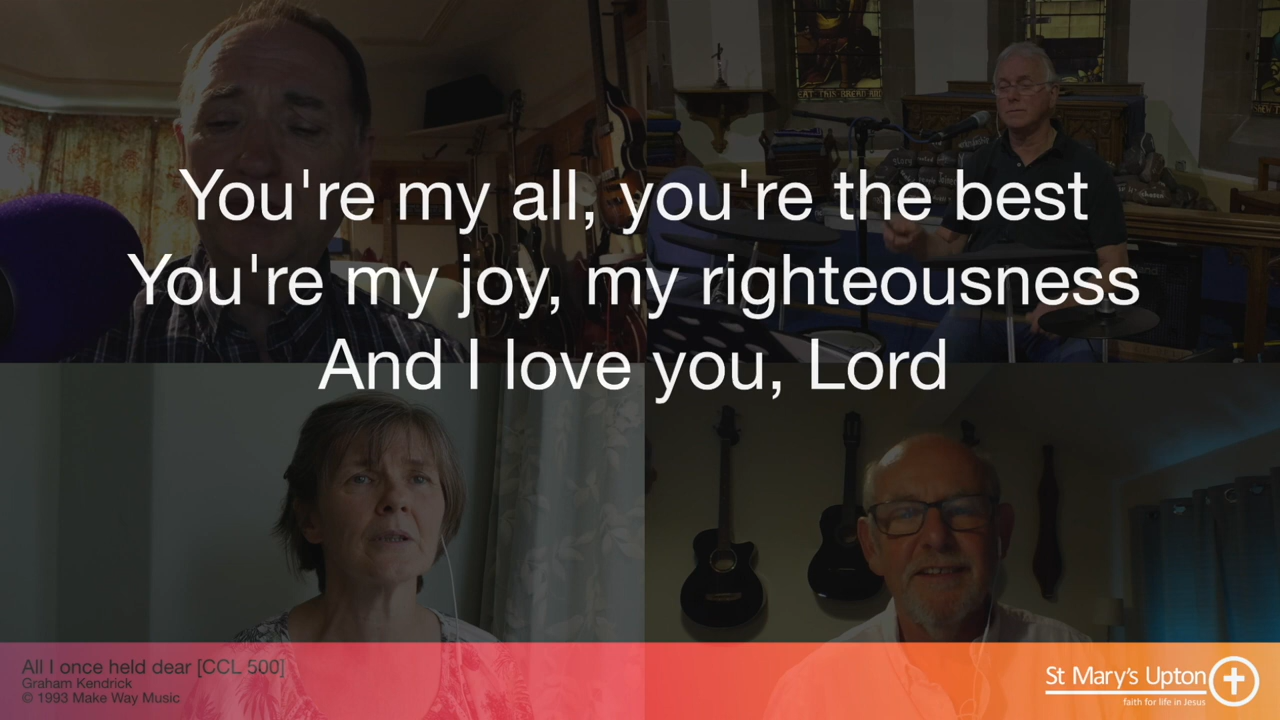 You're my all, you're the best
You're my joy, my righteousness
And I love you, Lord
All I once held dear [CCL 500]
Graham Kendrick
© 1993 Make Way Music
St Mary's Upton
faith for life in Jesus